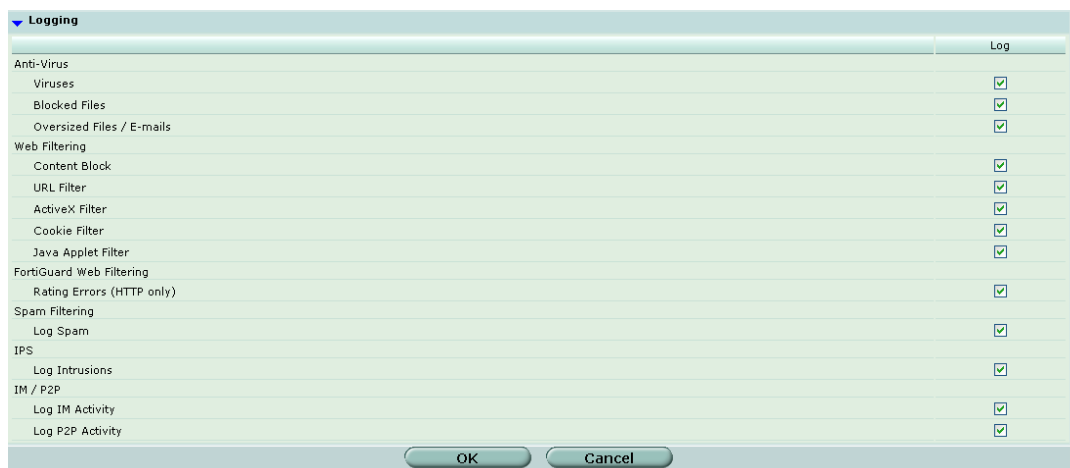 Logging
Log
Anti-Virus
Viruses
Blocked Files
Oversized Files / E-mails
Web Filtering
Content Block
URL Filter
ActiveX Filter
Cookie Filter
Java Applet Filter
FortiGuard Web Filtering
Rating Errors (HTTP only)
Spam Filtering
Log Spam
IPS
Log Intrusions
IM / P2P
Log IM Activity
Log P2P Activity
OK Cancel